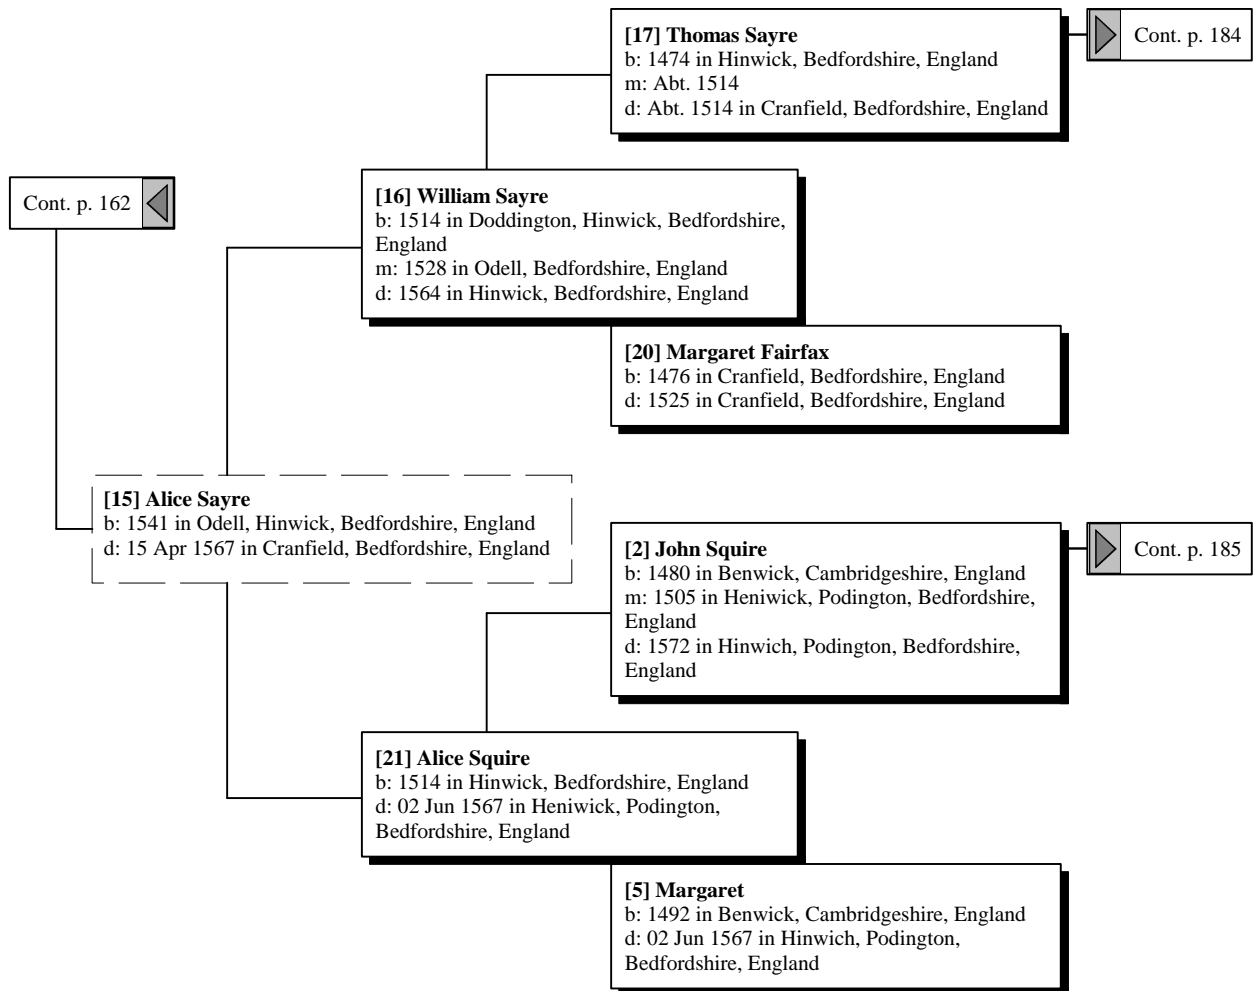 [17] Thomas Sayre
b: 1474 in Hinwick, Bedfordshire, England
m: Abt. 1514
d: Abt. 1514 in Cranfield, Bedfordshire, England
Cont. p. 184
Cont. p. 162
[16] William Sayre
b: 1514 in Doddington, Hinwick, Bedfordshire,
England
m: 1528 in Odell, Bedfordshire, England
d: 1564 in Hinwick, Bedfordshire, England
[20] Margaret Fairfax
b: 1476 in Cranfield, Bedfordshire, England
d: 1525 in Cranfield, Bedfordshire, England
[15] Alice Sayre
b: 1541 in Odell, Hinwick, Bedfordshire, England
d: 15 Apr 1567 in Cranfield, Bedfordshire, England
[2] John Squire
b: 1480 in Benwick, Cambridgeshire, England
m: 1505 in Heniwick, Podington, Bedfordshire,
England
d: 1572 in Hinwich, Podington, Bedfordshire,
England
Cont. p. 185
[21] Alice Squire
b: 1514 in Hinwick, Bedfordshire, England
d: 02 Jun 1567 in Heniwick, Podington,
Bedfordshire, England
[5] Margaret
b: 1492 in Benwick, Cambridgeshire, England
d: 02 Jun 1567 in Hinwich, Podington,
Bedfordshire, England